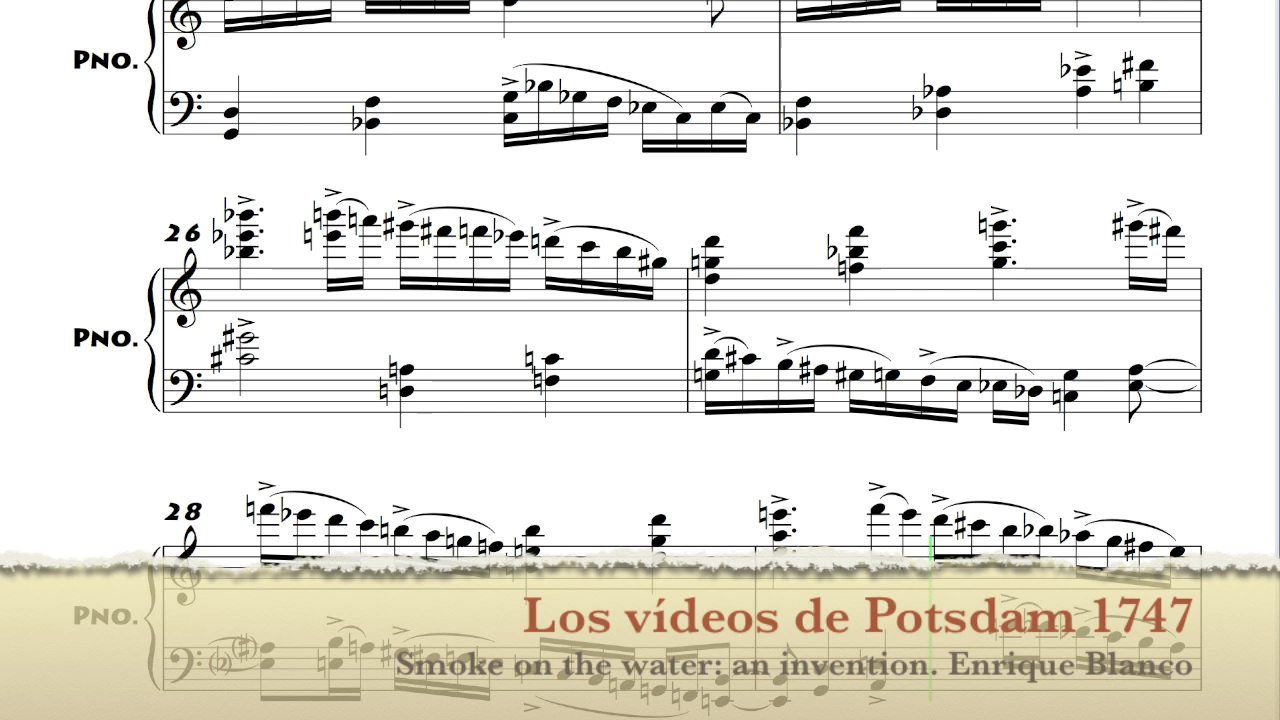 PNO.
26
PNO.
28
PNO.
Los vídeos de Potsdam 1747
Smoke on the water: an invention. Enrique Blanco